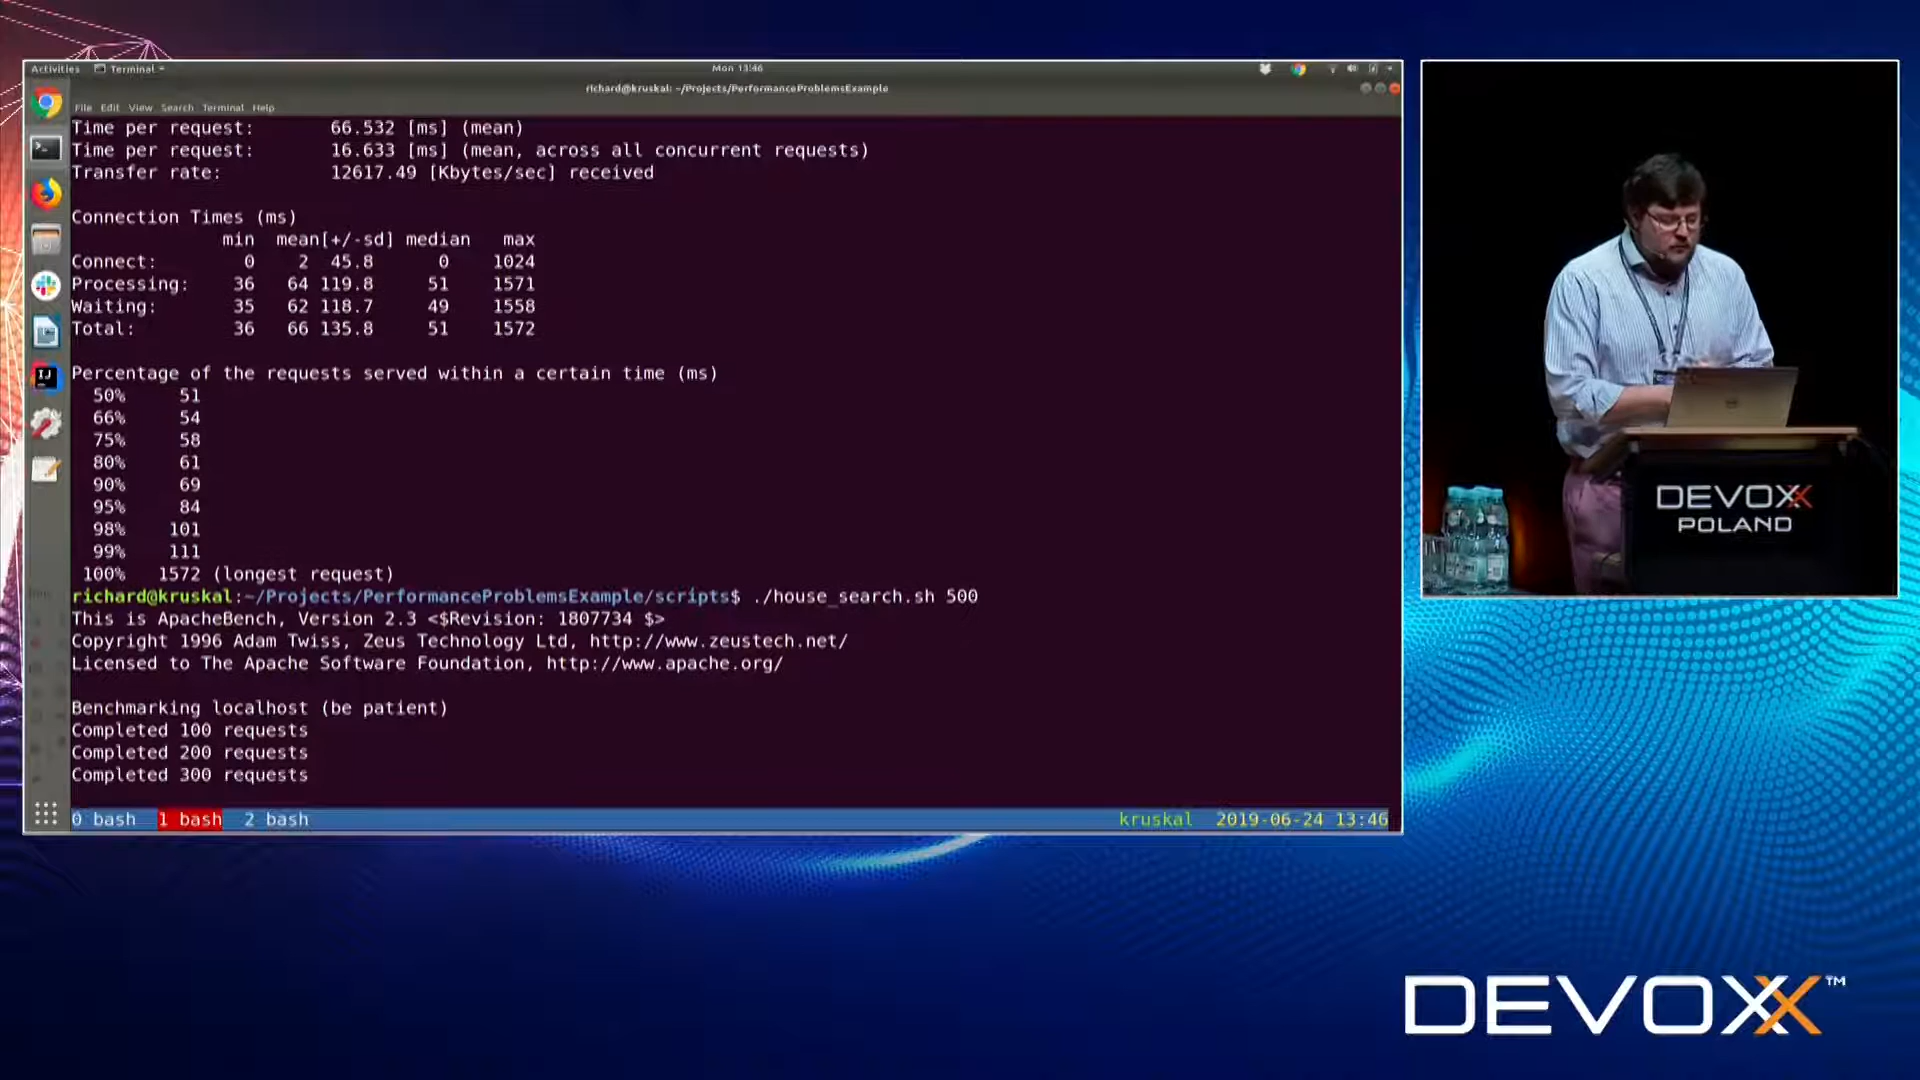 Activities Terminal Mon 13:46
richard@kruskal: ~/Projects/PerformanceProblemsExample
File Edit View Search Terminal Help
Time per request: 66.532 [ms] (mean)
Time per request: 16.633 [ms] (mean, across all concurrent requests)
Transfer rate: 12617.49 [Kbytes/sec] received
Connection Times (ms)
min mean[+/-sd] median max
Connect: 0 2 45.8 0 1024
Processing: 36 64 119.8 51 1571
Waiting: 35 62 118.7 49 1558
Total: 36 66 135.8 51 1572
Percentage of the requests served within a certain time (ms)
50% 51
66% 54
75% 58
80% 61
90% 69
95% 84
98% 101
99% 111
100% 1572 (longest request)
richard@kruskal:~/Projects/PerformanceProblemsExample/scripts$ ./house_search.sh 500
This is ApacheBench, Version 2.3 <$Revision: 1807734 $>
Copyright 1996 Adam Twiss, Zeus Technology Ltd, http://www.zeustech.net/
Licensed to The Apache Software Foundation, http://www.apache.org/
Benchmarking localhost (be patient)
Completed 100 requests
Completed 200 requests
Completed 300 requests
0 bash 1 bash 2 bash kruskal 2019-06-24 13:46
IJ
DEVOXX
POLAND
DEVOXX™